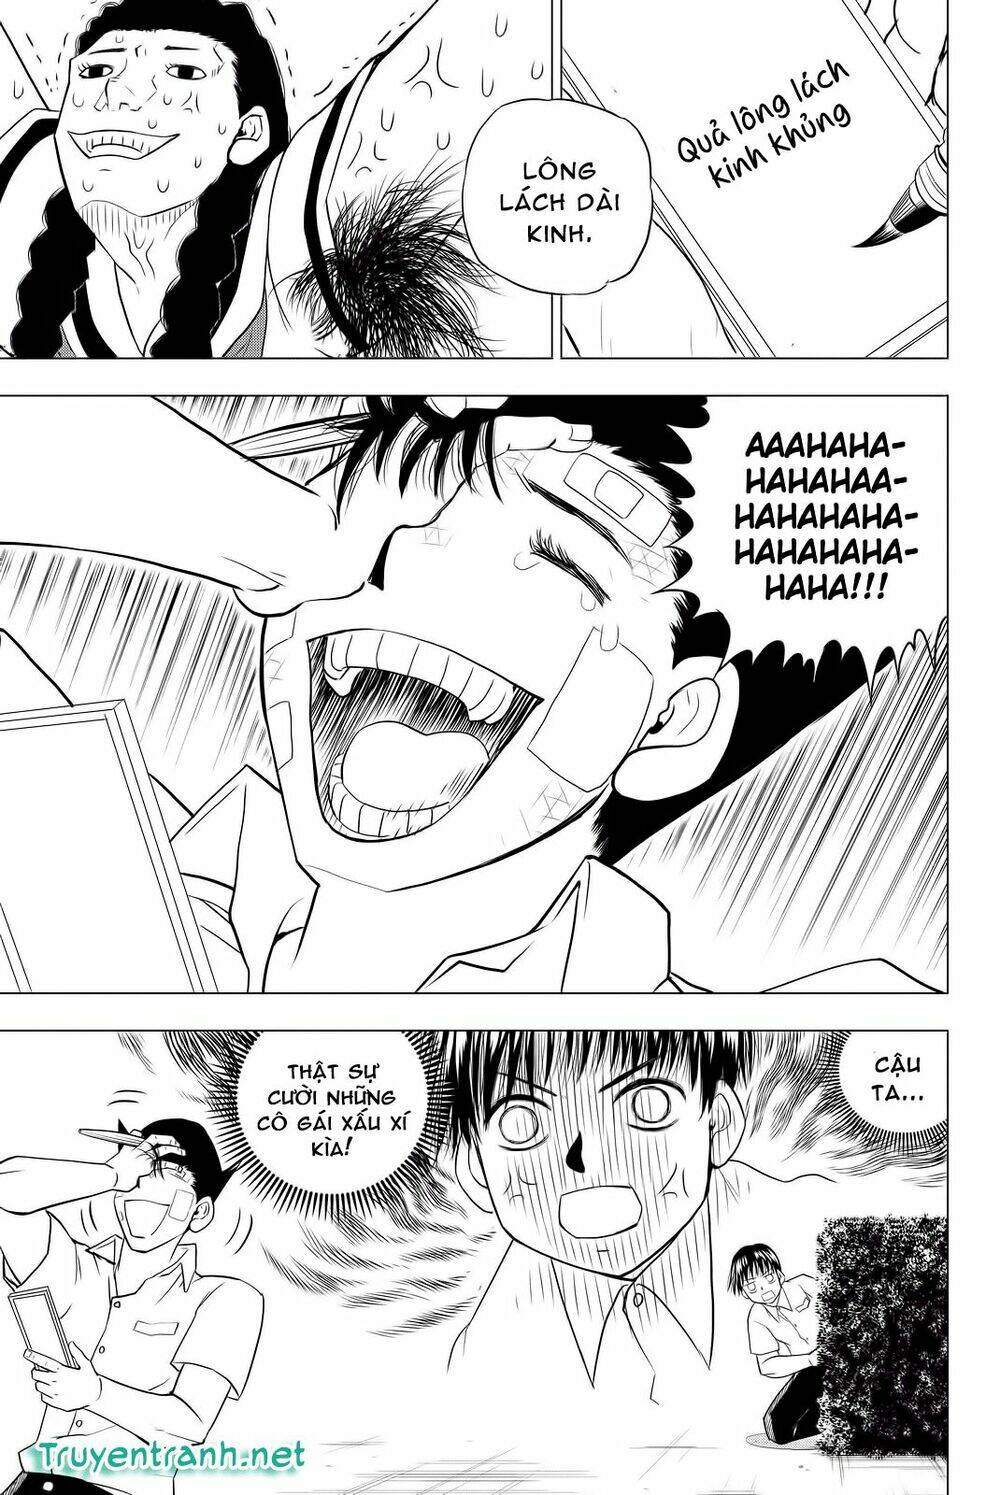 LÔNG
LÁCH DÀI
KINH.
Quả lông lách
kinh khủng
AAAHAHA-
HAHAHAA-
HAHAHAHA-
HAHAHAHA-
HAHA!!!
THẬT SỰ
CƯỜI NHỮNG
CÔ GÁI XẤU XÍ
KÌA!
CẬU
TA...
Truyentranh.net